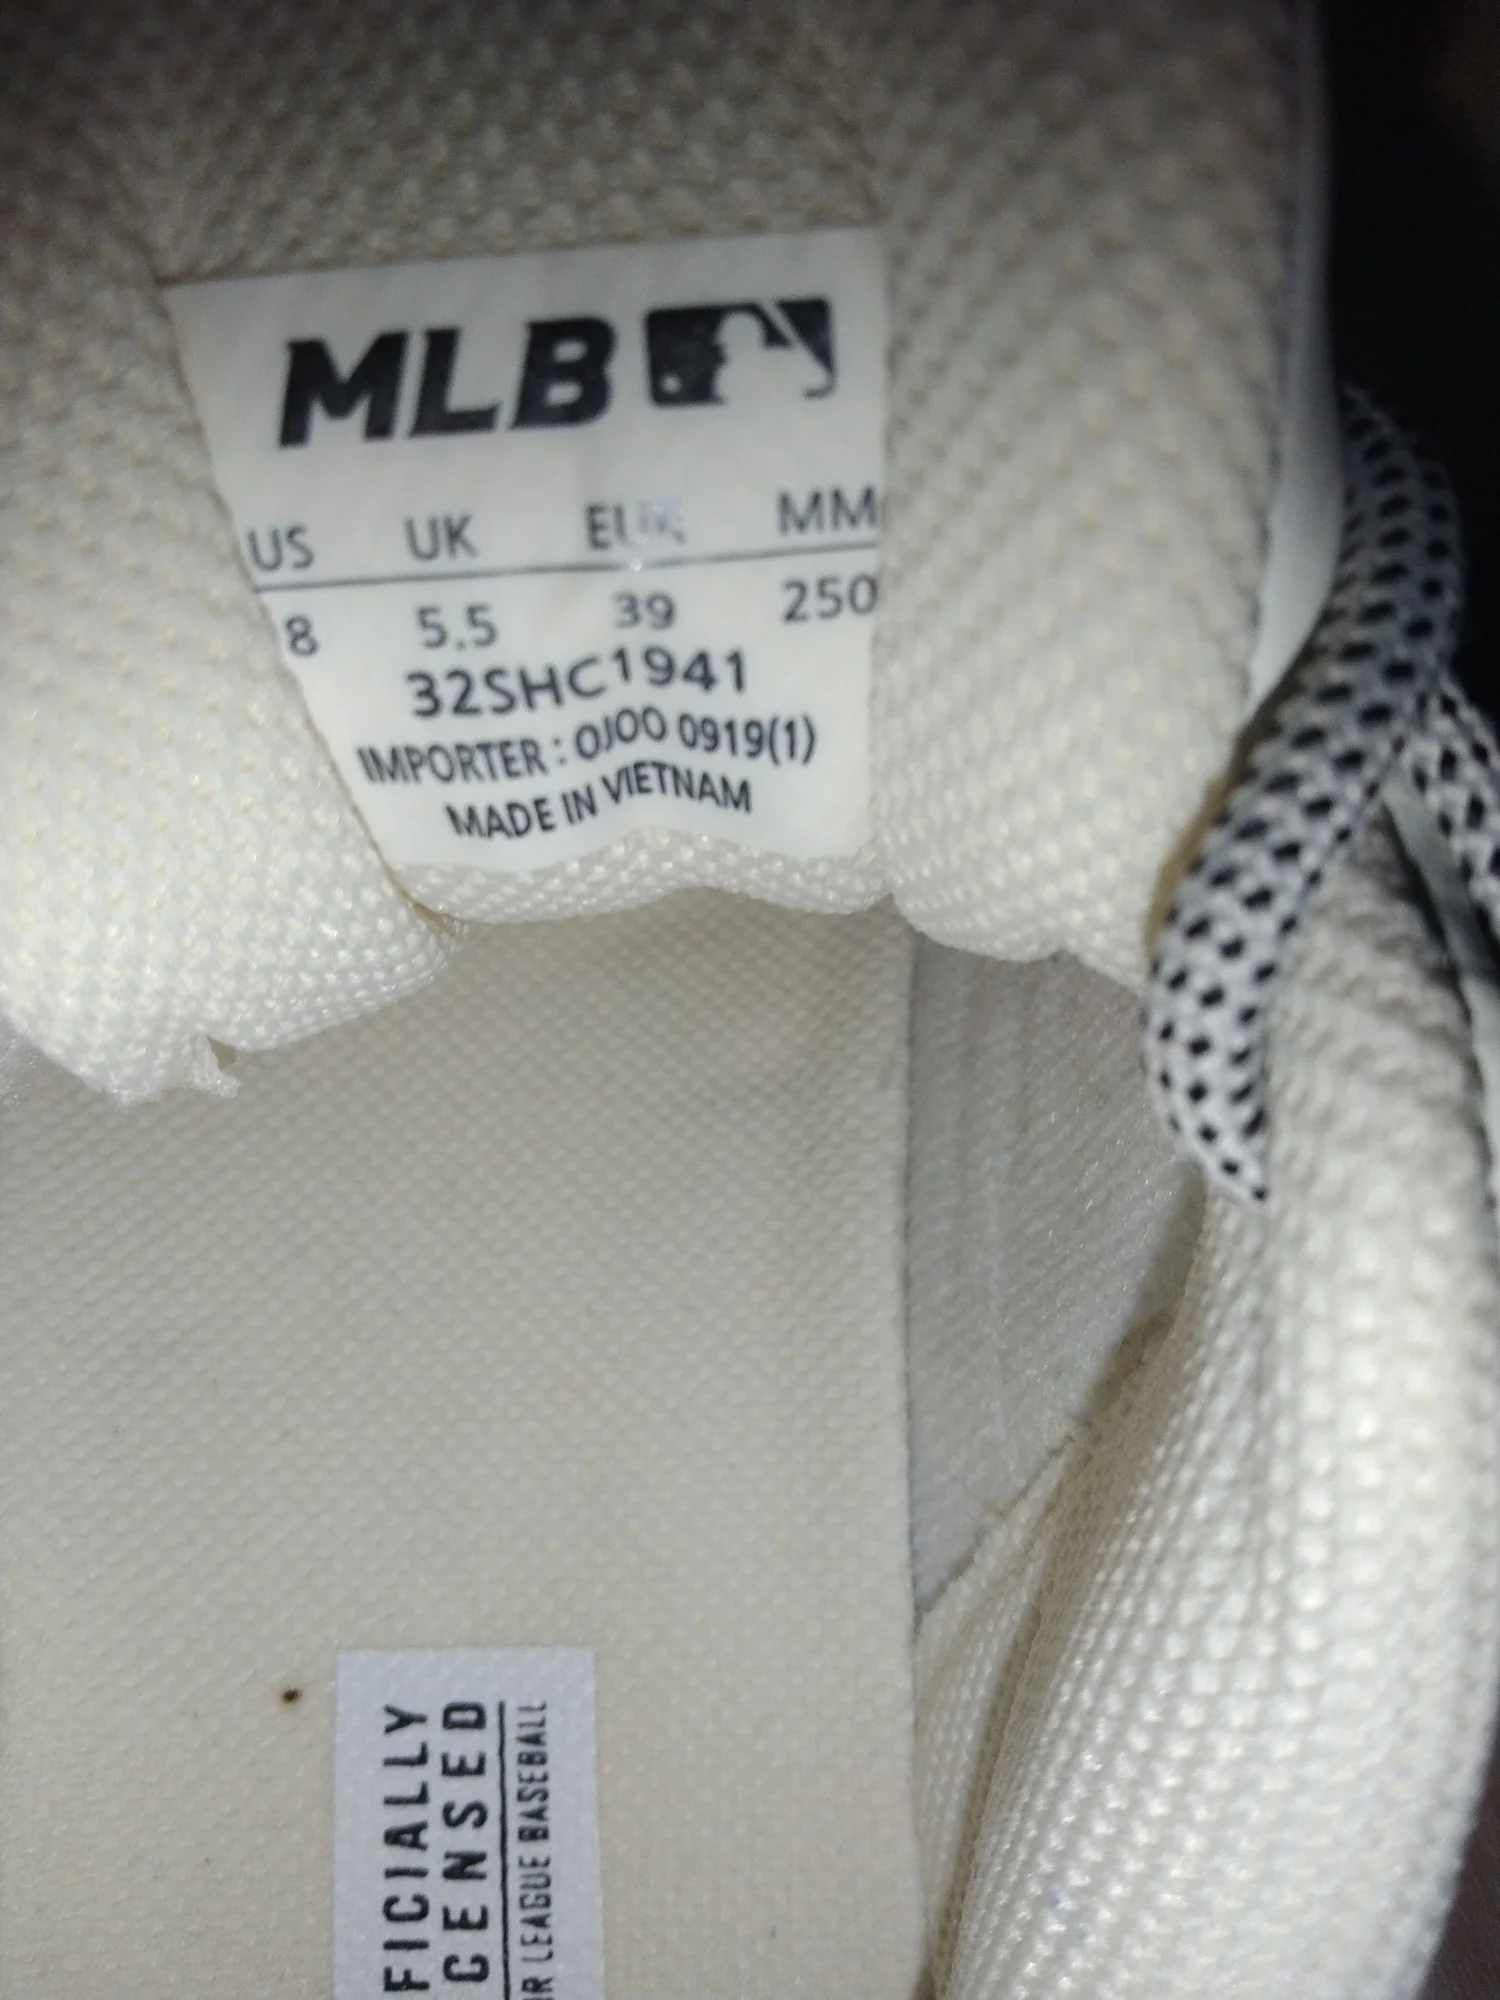 MLB
US UK EUR MM
8 5.5 39 250
32SHC1941
IMPORTER : OJOO 0919(1)
MADE IN VIETNAM
FICIALLY
CENSED
LEAGUE BASEBALL